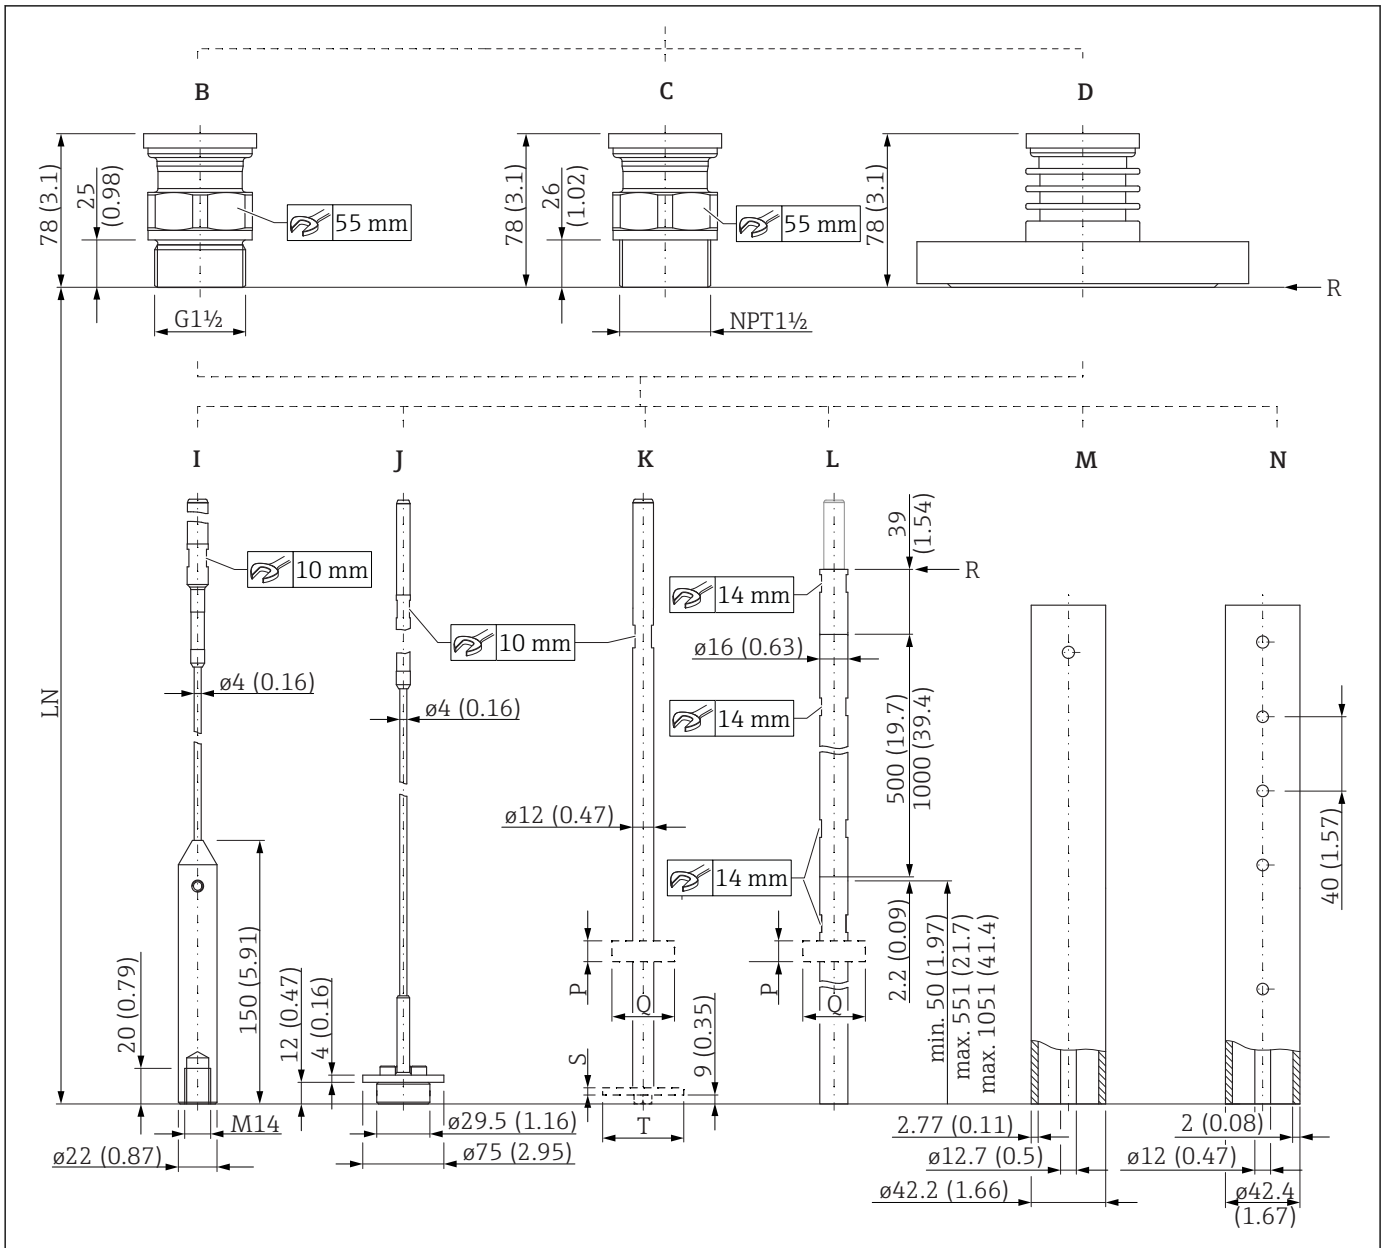 B
C
D
78 (3.1)
25
(0.98)
55 mm
G1½
78 (3.1)
26
(1.02)
55 mm
NPT1½
78 (3.1)
R
LN
I
J
K
L
M
N
10 mm
ø4 (0.16)
20 (0.79)
150 (5.91)
M14
ø22 (0.87)
10 mm
ø4 (0.16)
12 (0.47)
4 (0.16)
ø29.5 (1.16)
ø75 (2.95)
ø12 (0.47)
P
Q
S
T
9 (0.35)
39
(1.54)
R
14 mm
ø16 (0.63)
14 mm
500 (19.7)
1000 (39.4)
14 mm
P
Q
2.2 (0.09)
min. 50 (1.97)
max. 551 (21.7)
max. 1051 (41.4)
2.77 (0.11)
ø12.7 (0.5)
ø42.2 (1.66)
40 (1.57)
2 (0.08)
ø12 (0.47)
ø42.4
(1.67)